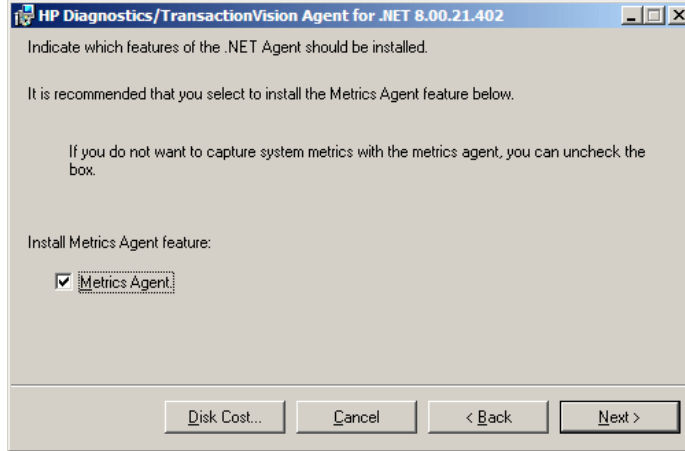 HP Diagnostics/TransactionVision Agent for .NET 8.00.21.402
Indicate which features of the .NET Agent should be installed.
It is recommended that you select to install the Metrics Agent feature below.
If you do not want to capture system metrics with the metrics agent, you can uncheck the
box.
Install Metrics Agent feature:
Metrics Agent.
Disk Cost... Cancel < Back Next >